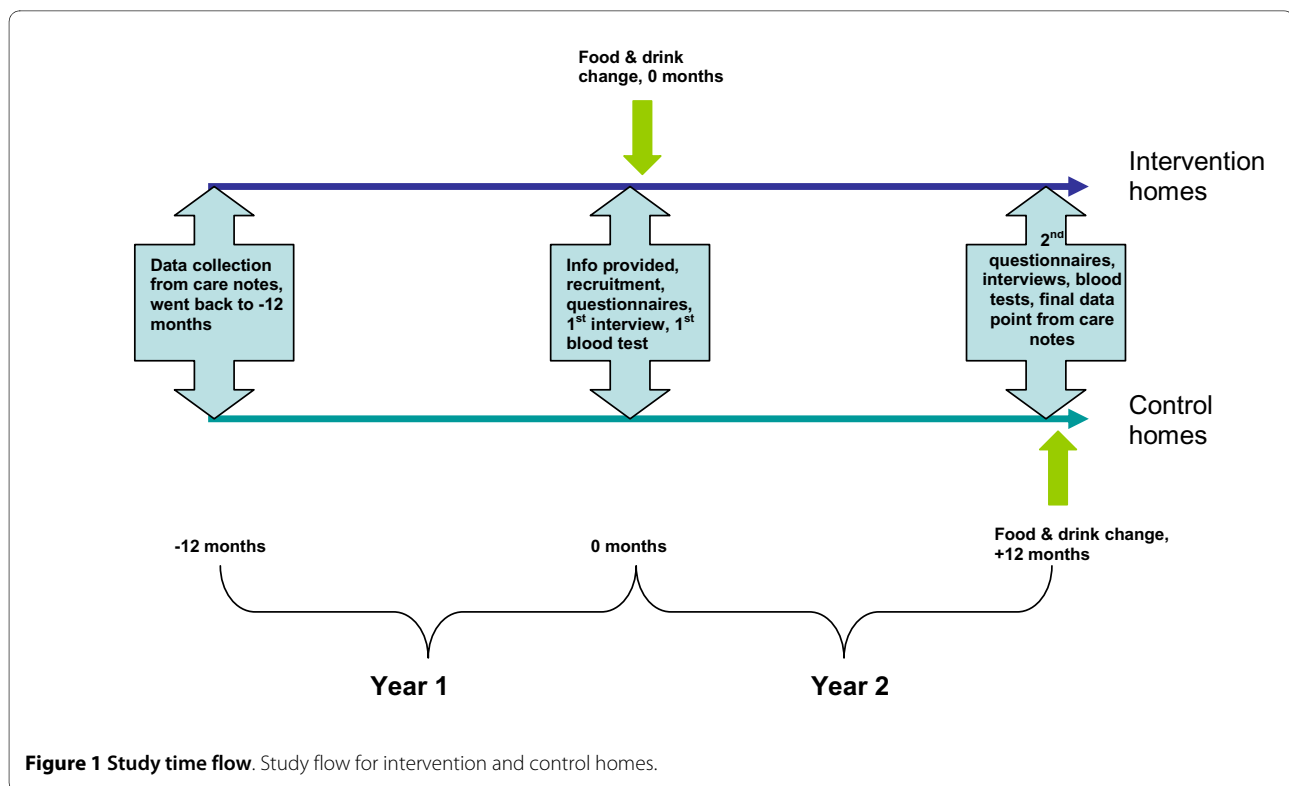 Food & drink
change, 0 months
Intervention
homes
Data collection
from care notes,
went back to -12
months
Info provided,
recruitment,
questionnaires,
1st interview, 1st
blood test
2nd
questionnaires,
interviews, blood
tests, final data
point from care
notes
Control
homes
-12 months
0 months
Food & drink change,
+12 months
Year 1
Year 2
Figure 1 Study time flow. Study flow for intervention and control homes.